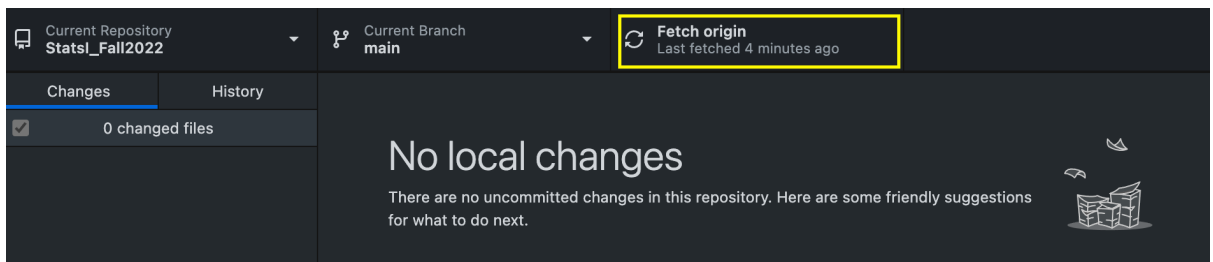 Current Repository
StatsI_Fall2022
Current Branch
main
Fetch origin
Last fetched 4 minutes ago
Changes
History
0 changed files
No local changes
There are no uncommitted changes in this repository. Here are some friendly suggestions
for what to do next.